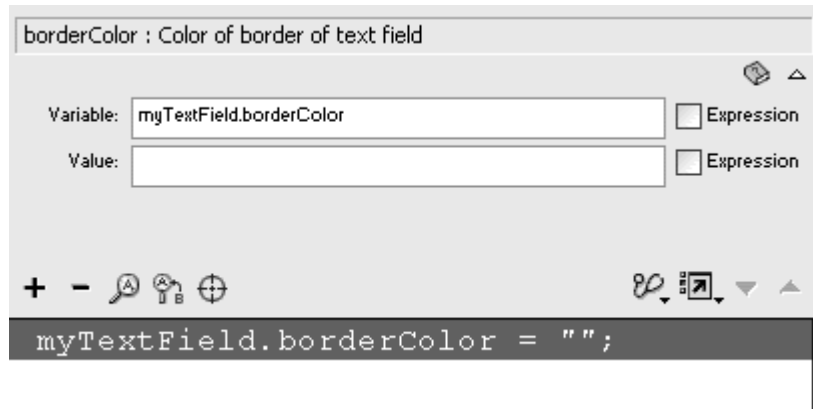 borderColor : Color of border of text field
Variable: myTextField.borderColor Expression
Value: Expression
myTextField.borderColor = "";